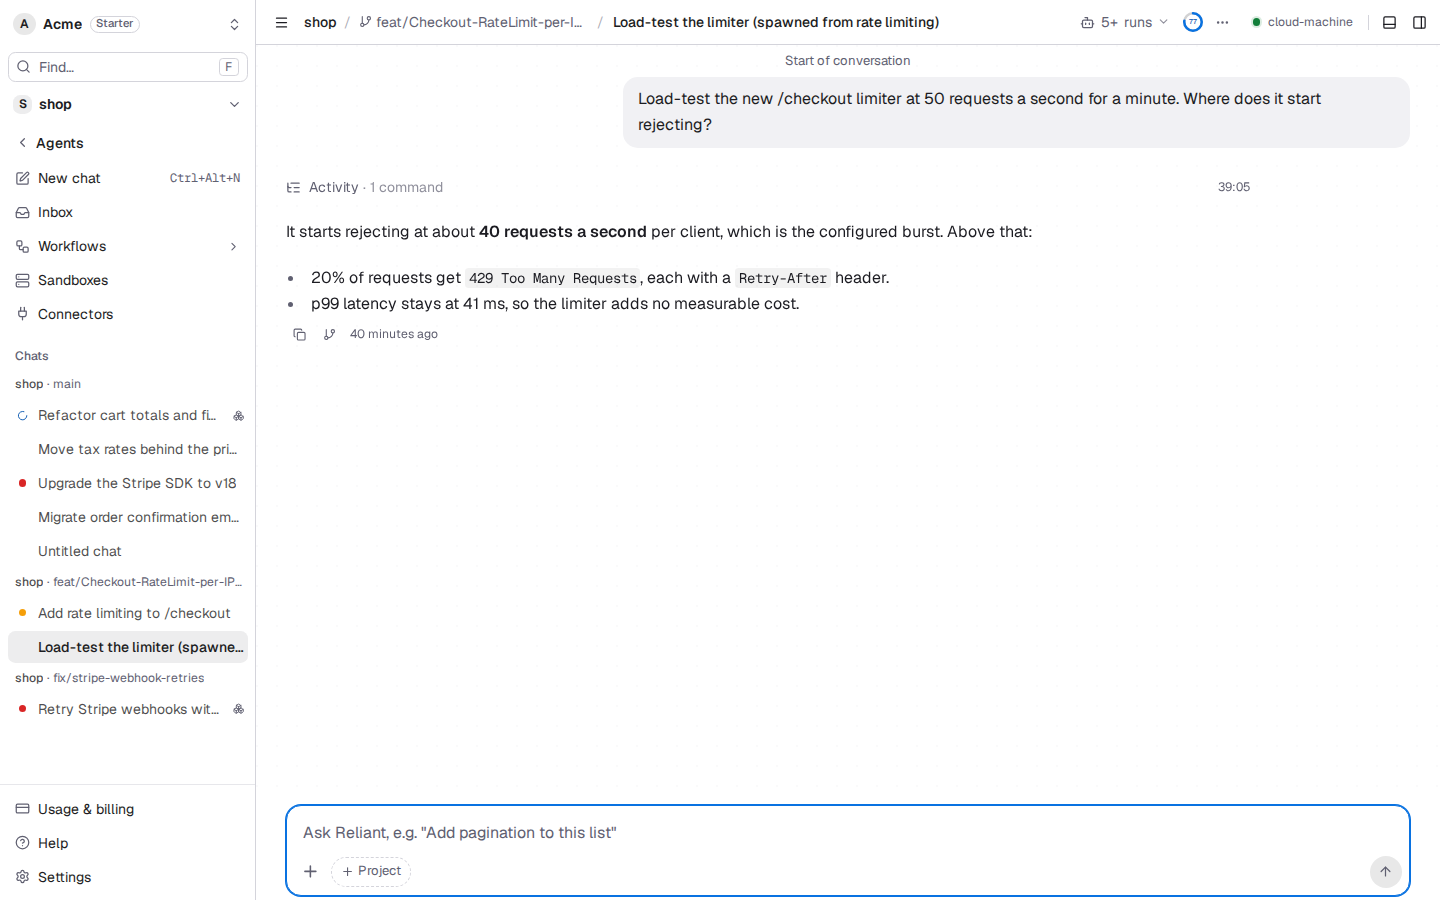 A Acme Starter
Find... F
S shop
Agents
New chat Ctrl+Alt+N
Inbox
Workflows
Sandboxes
Connectors
Chats
shop · main
Refactor cart totals and fi...
Move tax rates behind the pri...
Upgrade the Stripe SDK to v18
Migrate order confirmation em...
Untitled chat
shop · feat/Checkout-RateLimit-per-IP...
Add rate limiting to /checkout
Load-test the limiter (spawne...
shop · fix/stripe-webhook-retries
Retry Stripe webhooks wit...
Usage & billing
Help
Settings
shop / feat/Checkout-RateLimit-per-I... / Load-test the limiter (spawned from rate limiting)
5+ runs 77 cloud-machine
Start of conversation
Load-test the new /checkout limiter at 50 requests a second for a minute. Where does it start
rejecting?
Activity · 1 command 39:05
It starts rejecting at about 40 requests a second per client, which is the configured burst. Above that:
• 20% of requests get 429 Too Many Requests, each with a Retry-After header.
• p99 latency stays at 41 ms, so the limiter adds no measurable cost.
40 minutes ago
Ask Reliant, e.g. "Add pagination to this list"
+ Project